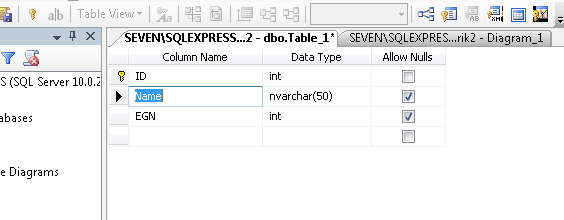 a|b Table View
SEVEN\SQLEXPRESS...2 - dbo.Table_1* SEVEN\SQLEXPRES...rik2 - Diagram_1
Column Name Data Type Allow Nulls
S (SQL Server 10.0.2 ID int
Name nvarchar(50)
abases EGN int
e Diagrams